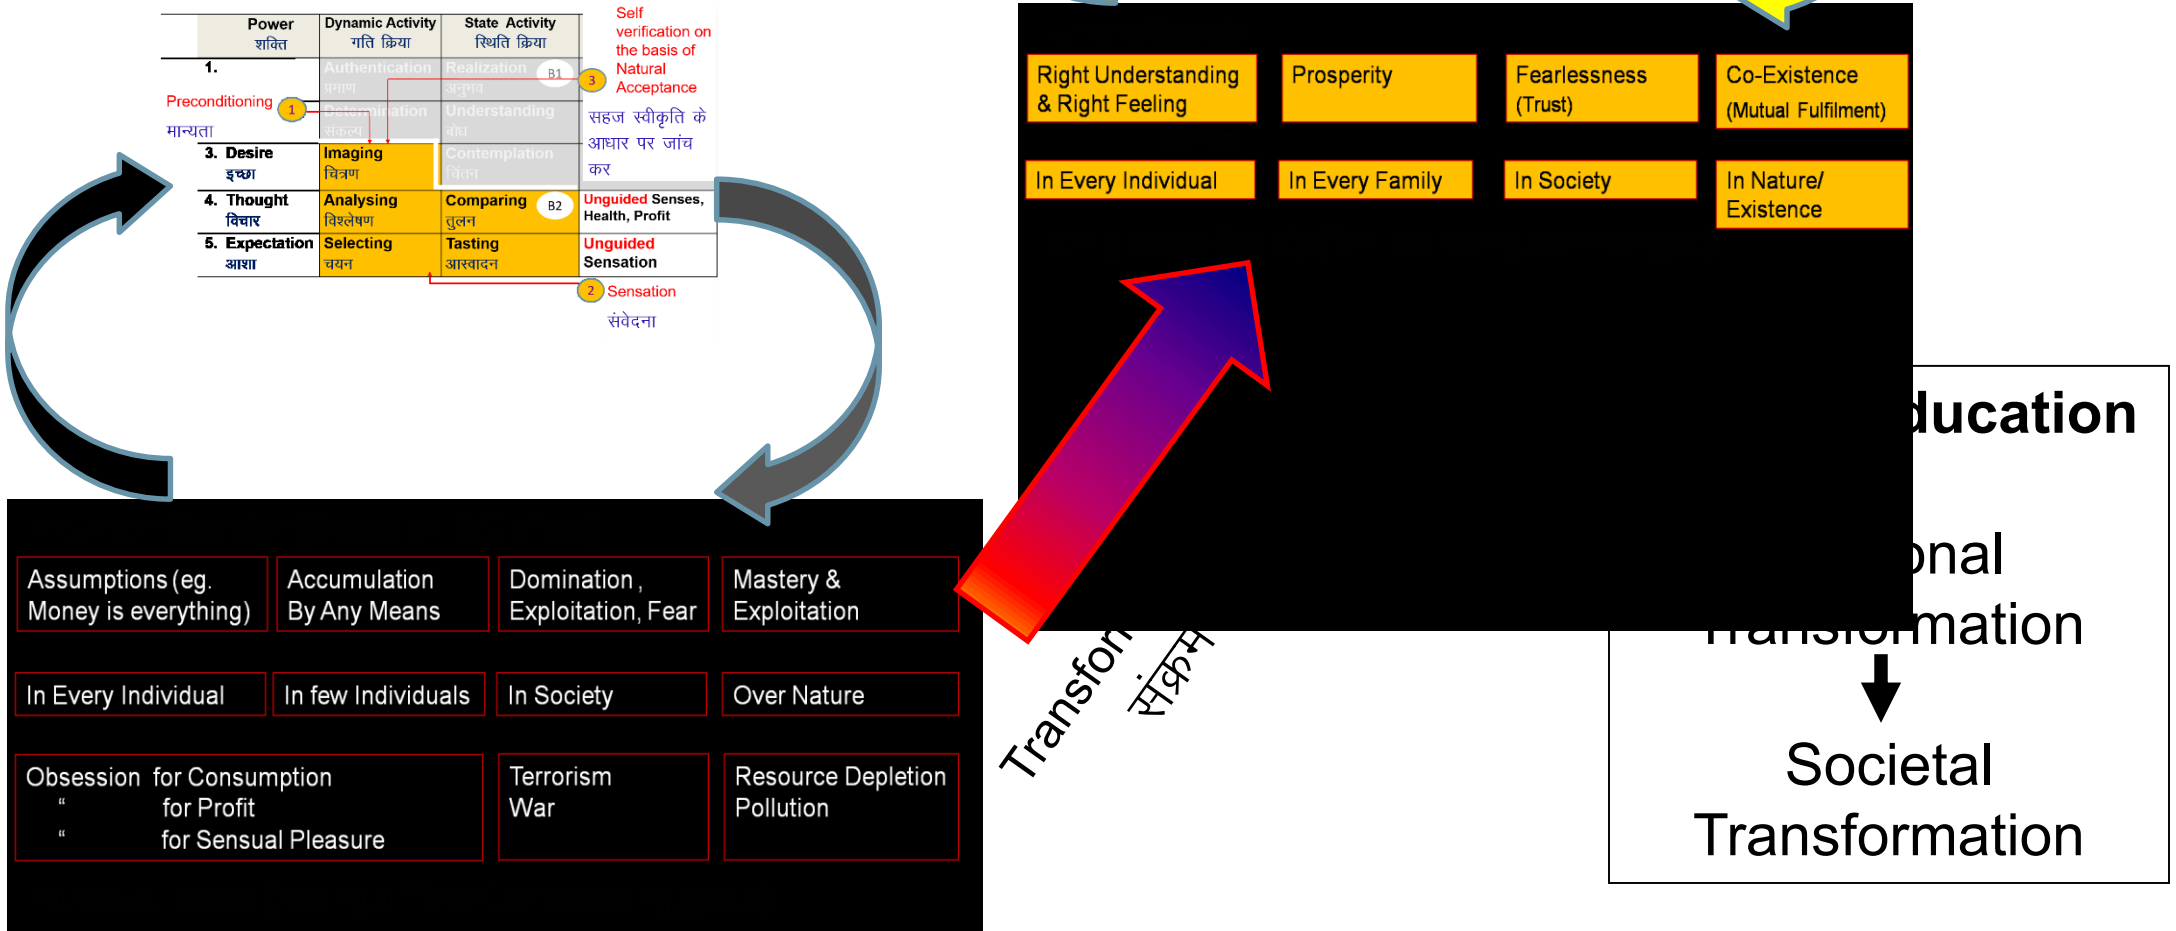 Power
शक्ति
Dynamic Activity
गति क्रिया
State Activity
स्थिति क्रिया
Self
verification on
the basis of
Natural
Acceptance
सहज स्वीकृति के
आधार पर जांच
कर
1.
Authentication
प्रमाण
Realization
अनुभव
B1
3
Preconditioning
मान्यता
1
Determination
संकल्प
Understanding
बोध
3. Desire
इच्छा
Imaging
चित्रण
Contemplation
चिंतन
4. Thought
विचार
Analysing
विश्लेषण
Comparing
तुलन
B2
Unguided Senses,
Health, Profit
5. Expectation
आशा
Selecting
चयन
Tasting
आस्वादन
Unguided
Sensation
2
Sensation
संवेदना
Right Understanding
& Right Feeling
Prosperity
Fearlessness
(Trust)
Co-Existence
(Mutual Fulfilment)
In Every Individual
In Every Family
In Society
In Nature/
Existence
Assumptions (eg.
Money is everything)
Accumulation
By Any Means
Domination ,
Exploitation, Fear
Mastery &
Exploitation
In Every Individual
In few Individuals
In Society
Over Nature
Obsession for Consumption
“ for Profit
“ for Sensual Pleasure
Terrorism
War
Resource Depletion
Pollution
Transfor
संक्रम
ducation
onal
Transformation
Societal
Transformation